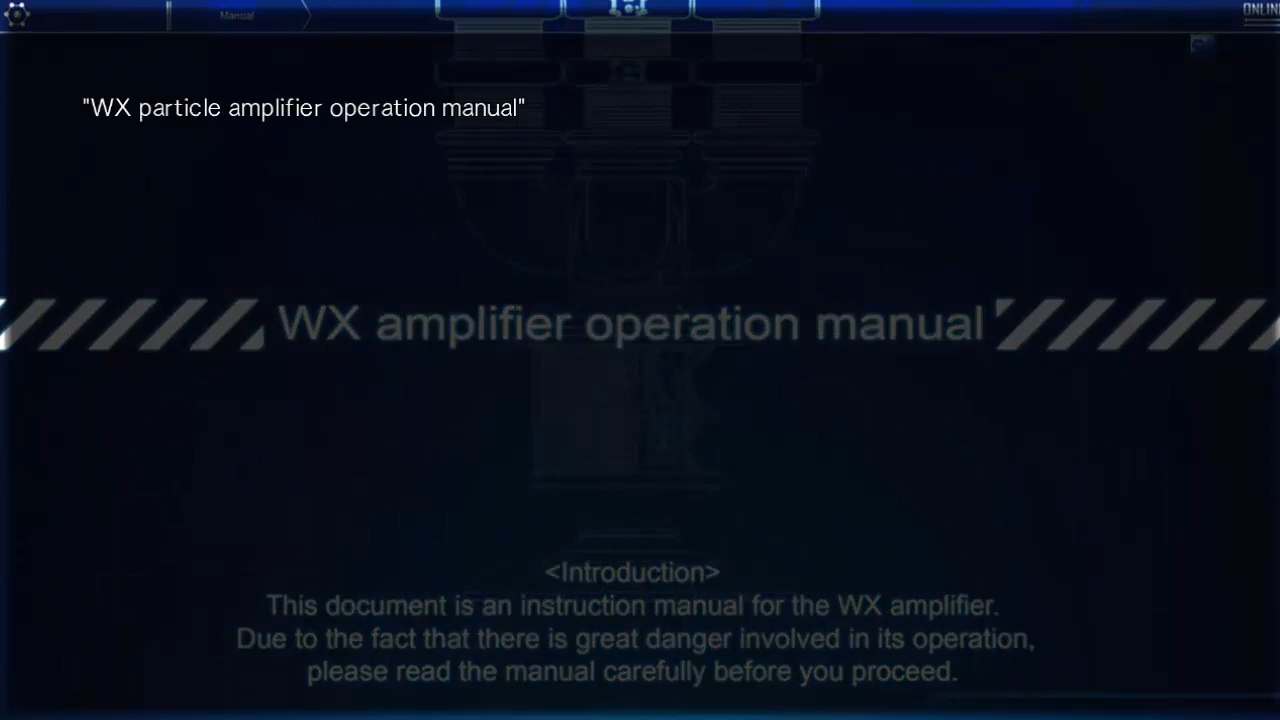 Manual
ONLIN
"WX particle amplifier operation manual"
WX amplifier operation manual
<Introduction>
This document is an instruction manual for the WX amplifier.
Due to the fact that there is great danger involved in its operation,
please read the manual carefully before you proceed.